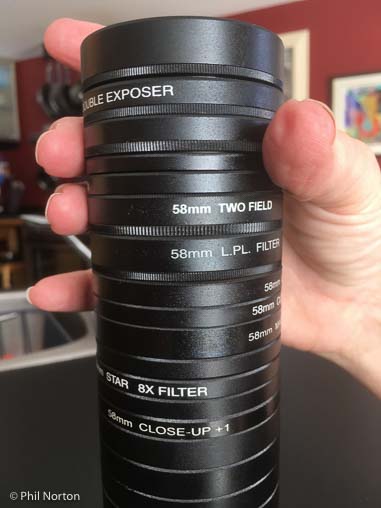 DOUBLE EXPOSER
58mm TWO FIELD
58mm L.PL. FILTER
58mm
58mm
58mm
STAR 8X FILTER
58mm CLOSE-UP +1
© Phil Norton